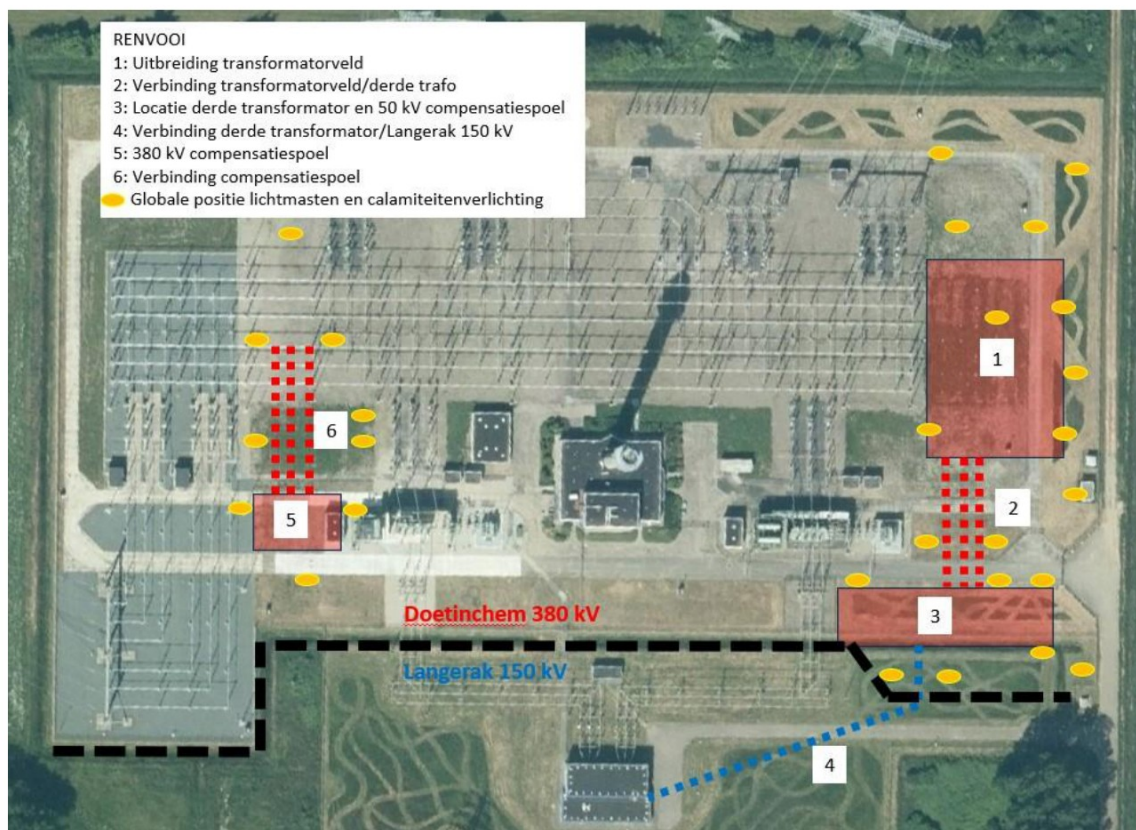 RENVOOI
1: Uitbreiding transformatorveld
2: Verbinding transformatorveld/derde trafo
3: Locatie derde transformator en 50 kV compensatiespoel
4: Verbinding derde transformator/Langerak 150 kV
5: 380 kV compensatiespoel
6: Verbinding compensatiespoel
Globale positie lichtmasten en calamiteitenverlichting
1
6
2
5
Doetinchem 380 kV
3
Langerak 150 kV
4